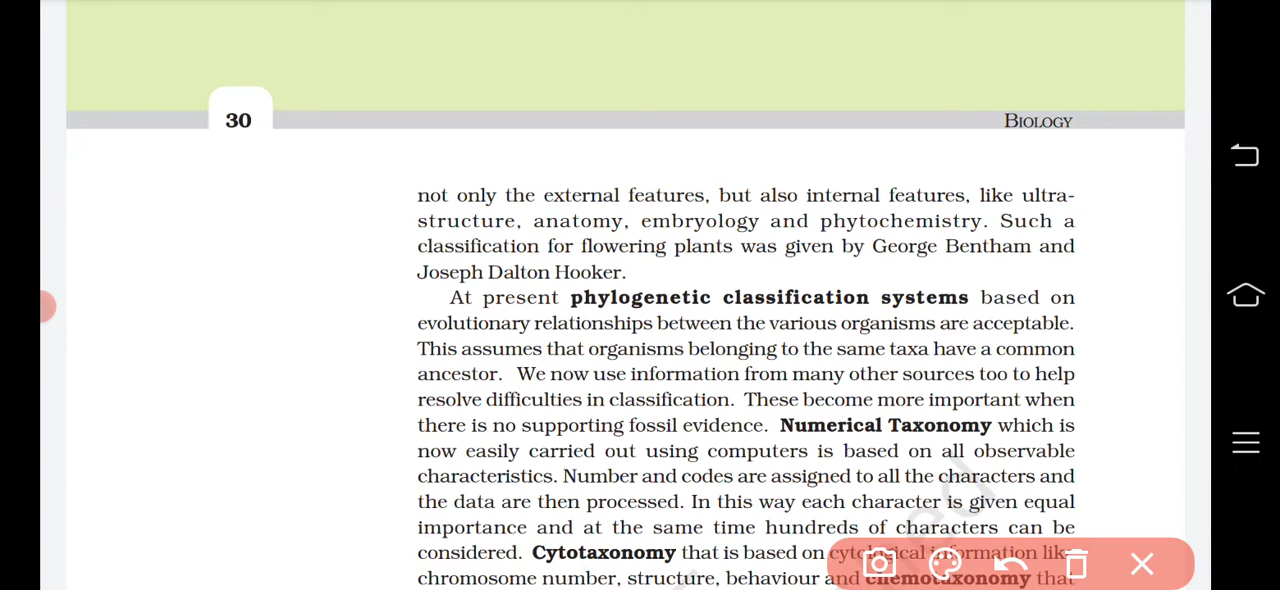 30
BIOLOGY
not only the external features, but also internal features, like ultra-
structure, anatomy, embryology and phytochemistry. Such a
classification for flowering plants was given by George Bentham and
Joseph Dalton Hooker.
At present phylogenetic classification systems based on
evolutionary relationships between the various organisms are acceptable.
This assumes that organisms belonging to the same taxa have a common
ancestor. We now use information from many other sources too to help
resolve difficulties in classification. These become more important when
there is no supporting fossil evidence. Numerical Taxonomy which is
now easily carried out using computers is based on all observable
characteristics. Number and codes are assigned to all the characters and
the data are then processed. In this way each character is given equal
importance and at the same time hundreds of characters can be
considered. Cytotaxonomy that is based on cytological information like
chromosome number, structure, behaviour and chemotaxonomy that